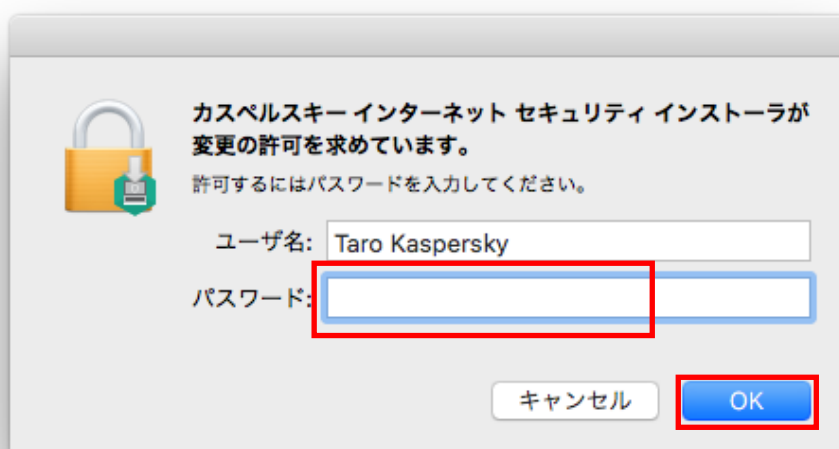 カスペルスキー インターネット セキュリティ インストーラが
変更の許可を求めています。
許可するにはパスワードを入力してください。
ユーザ名: Taro Kaspersky
パスワード:
キャンセル OK